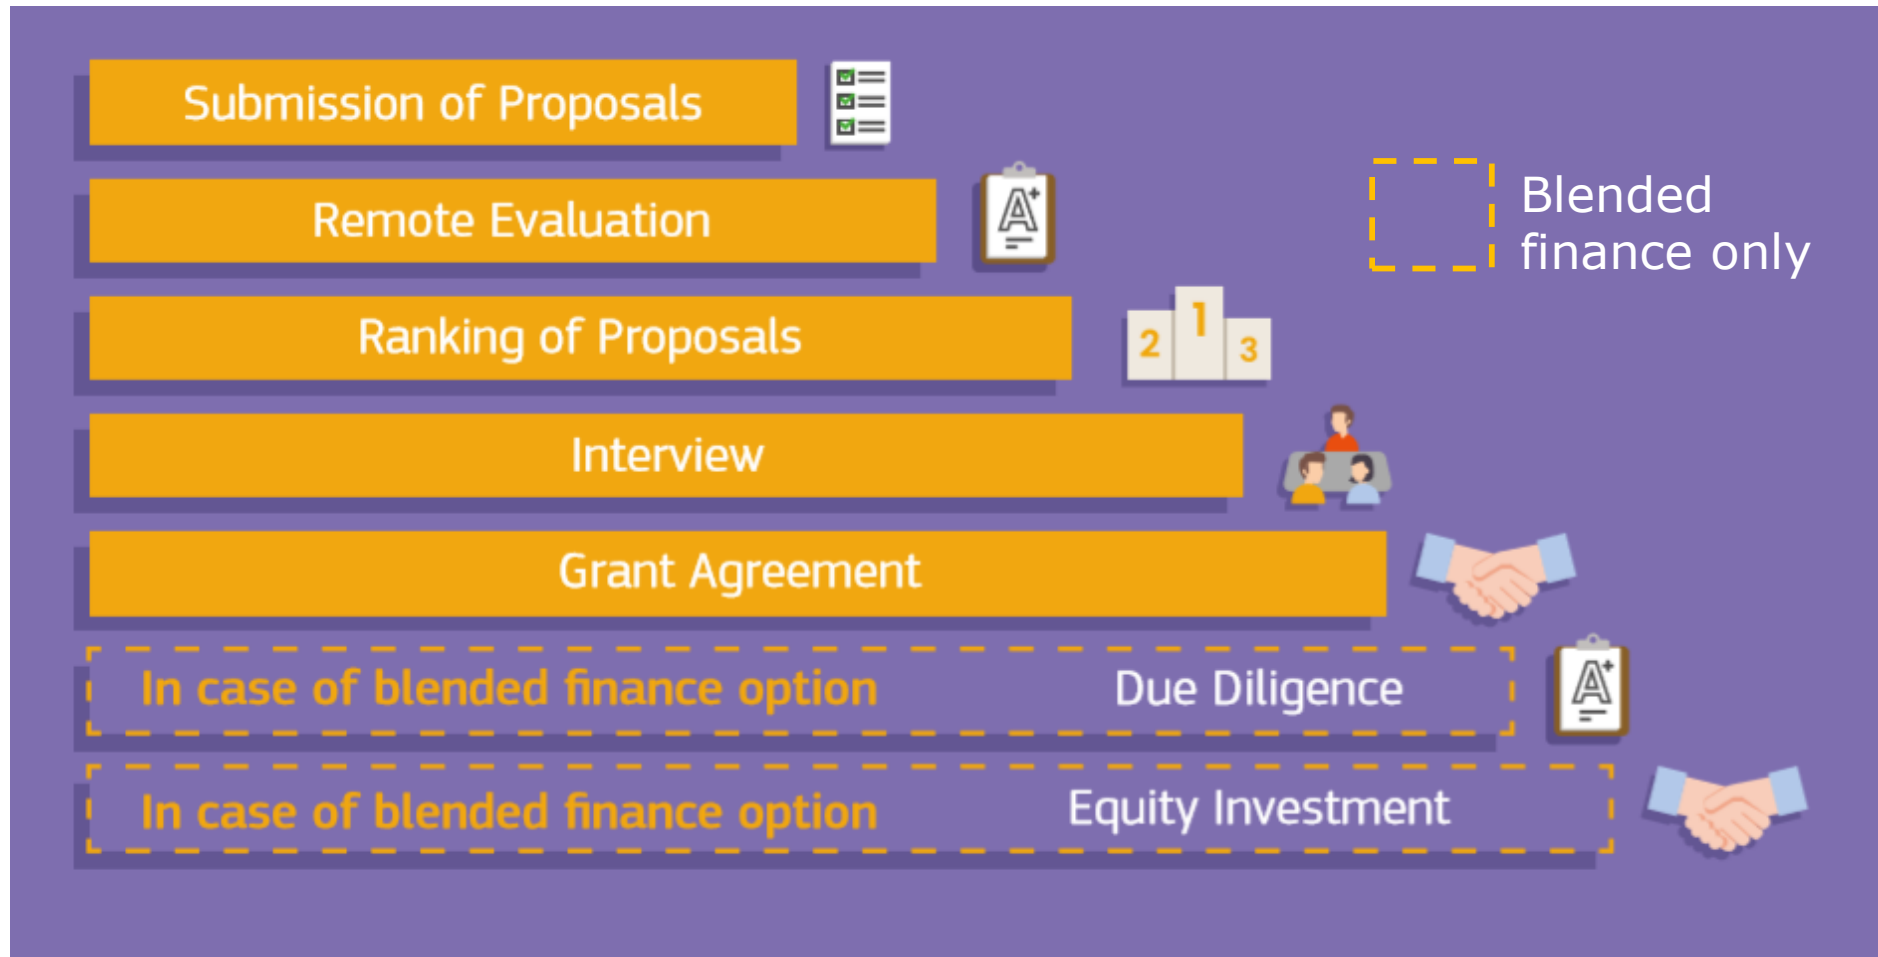 Submission of Proposals
Remote Evaluation
A+
Blended
finance only
Ranking of Proposals
2 1 3
Interview
Grant Agreement
In case of blended finance option Due Diligence
A+
In case of blended finance option Equity Investment